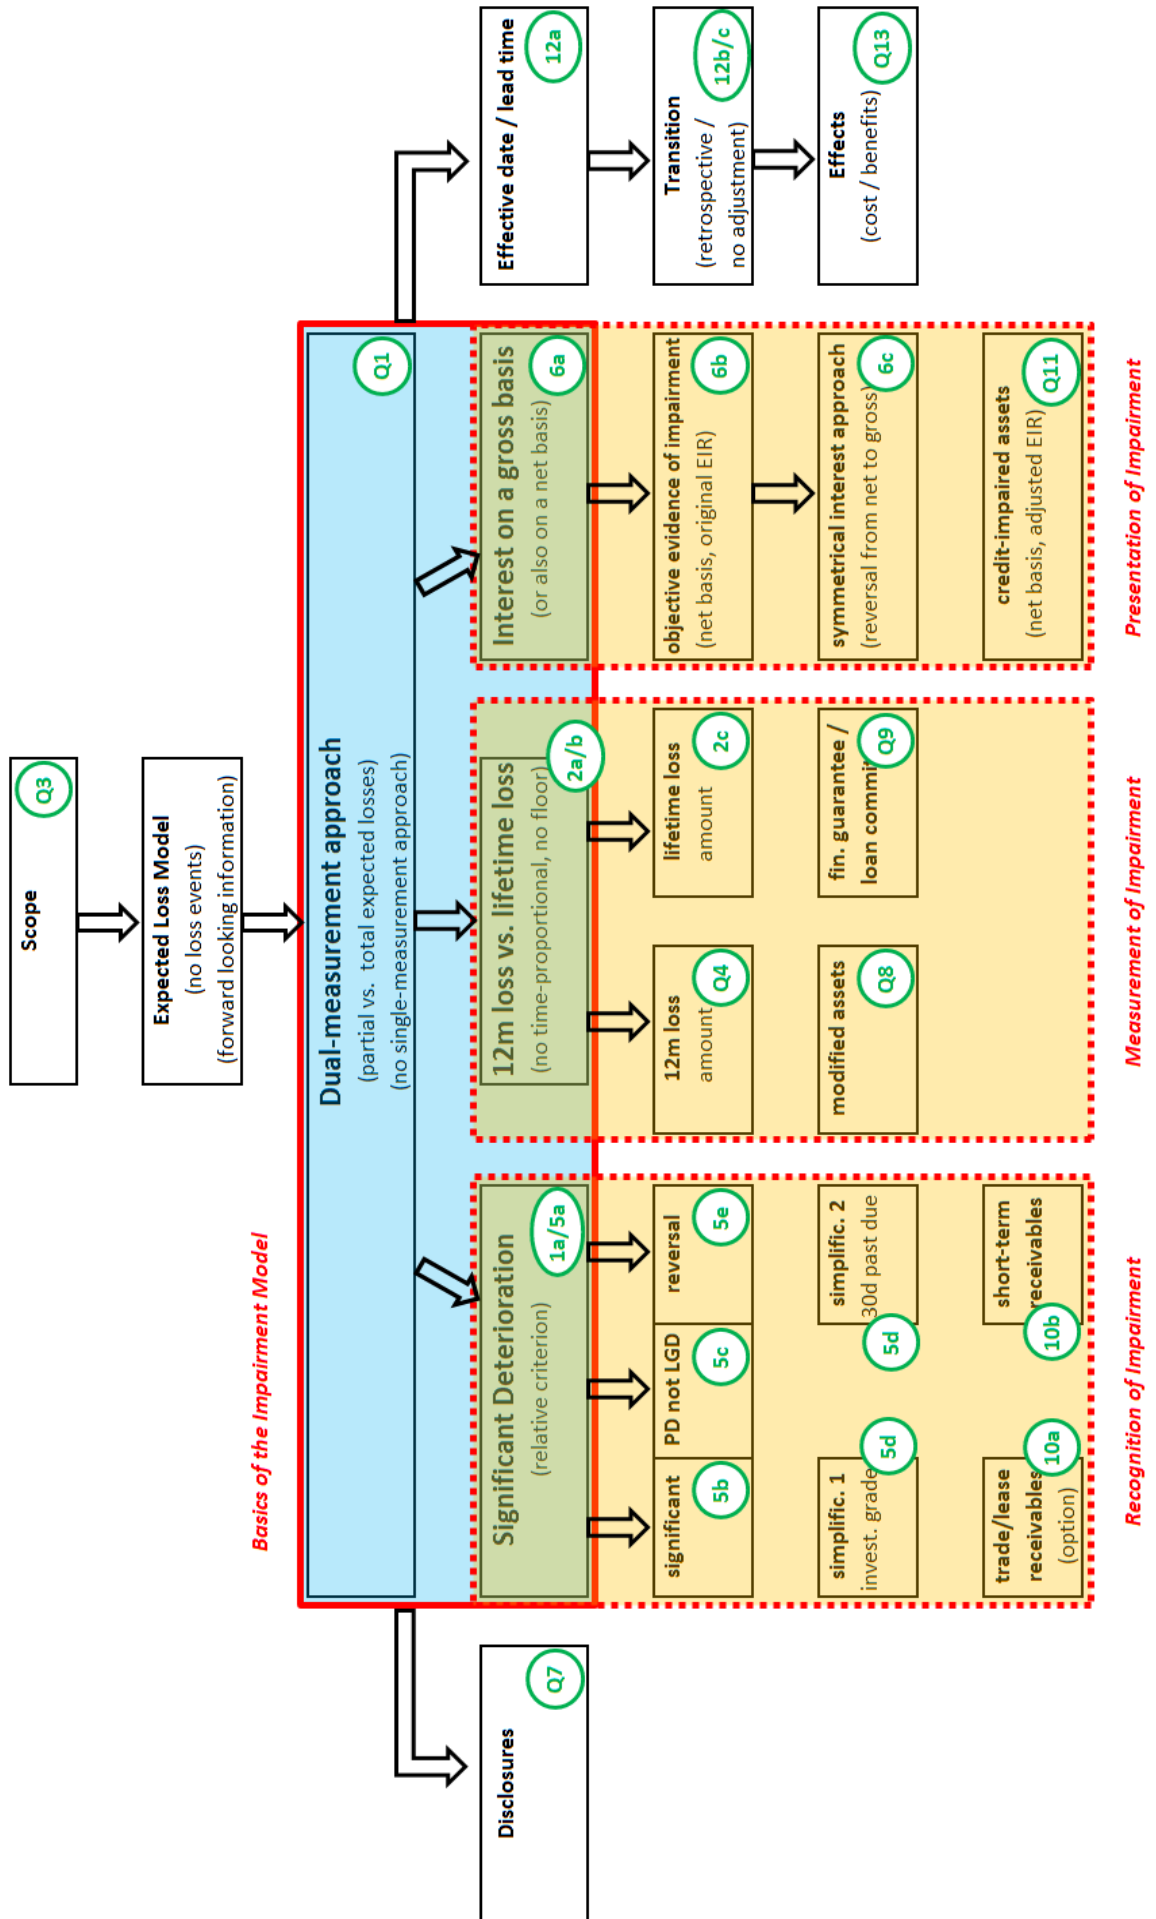 Scope
Q3
Expected Loss Model
(no loss events)
(forward looking information)
Basics of the Impairment Model
Dual-measurement approach
(partial vs. total expected losses)
(no single-measurement approach)
Q1
Disclosures
Q7
Significant Deterioration
(relative criterion)
1a/5a
12m loss vs. lifetime loss
(no time-proportional, no floor)
2a/b
Interest on a gross basis
(or also on a net basis)
6a
Effective date / lead time
12a
significant
5b
PD not LGD
5c
reversal
5e
12m loss
amount
Q4
lifetime loss
amount
2c
objective evidence of impairment
(net basis, original EIR)
6b
Transition
(retrospective /
no adjustment)
12b/c
simplific. 1
invest. grade
5d
simplific. 2
30d past due
5d
modified assets
Q8
fin. guarantee /
loan commit
Q9
symmetrical interest approach
(reversal from net to gross)
6c
Effects
(cost / benefits)
Q13
trade/lease
receivables
(option)
10a
short-term
receivables
10b
credit-impaired assets
(net basis, adjusted EIR)
Q11
Recognition of Impairment
Measurement of Impairment
Presentation of Impairment